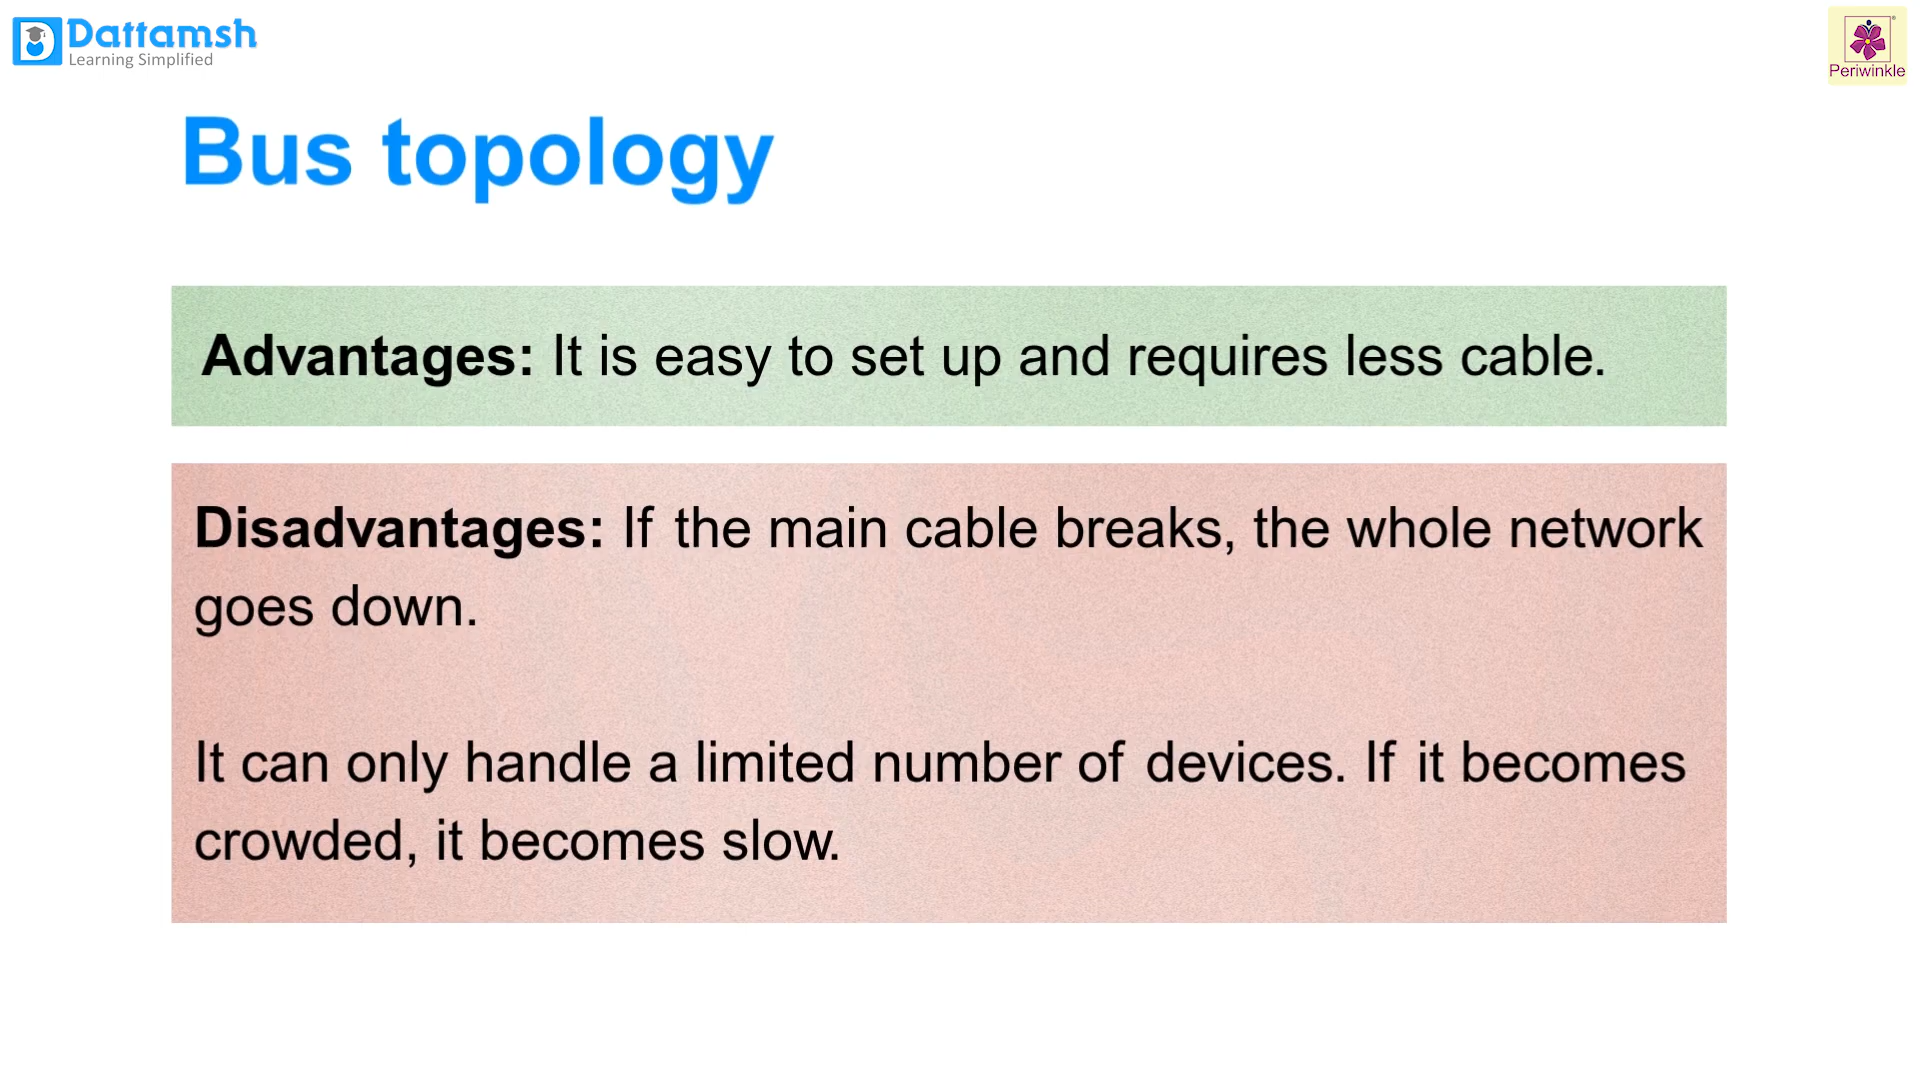 Dattamsh
Learning Simplified
Periwinkle
Bus topology
Advantages: It is easy to set up and requires less cable.
Disadvantages: If the main cable breaks, the whole network
goes down.
It can only handle a limited number of devices. If it becomes
crowded, it becomes slow.